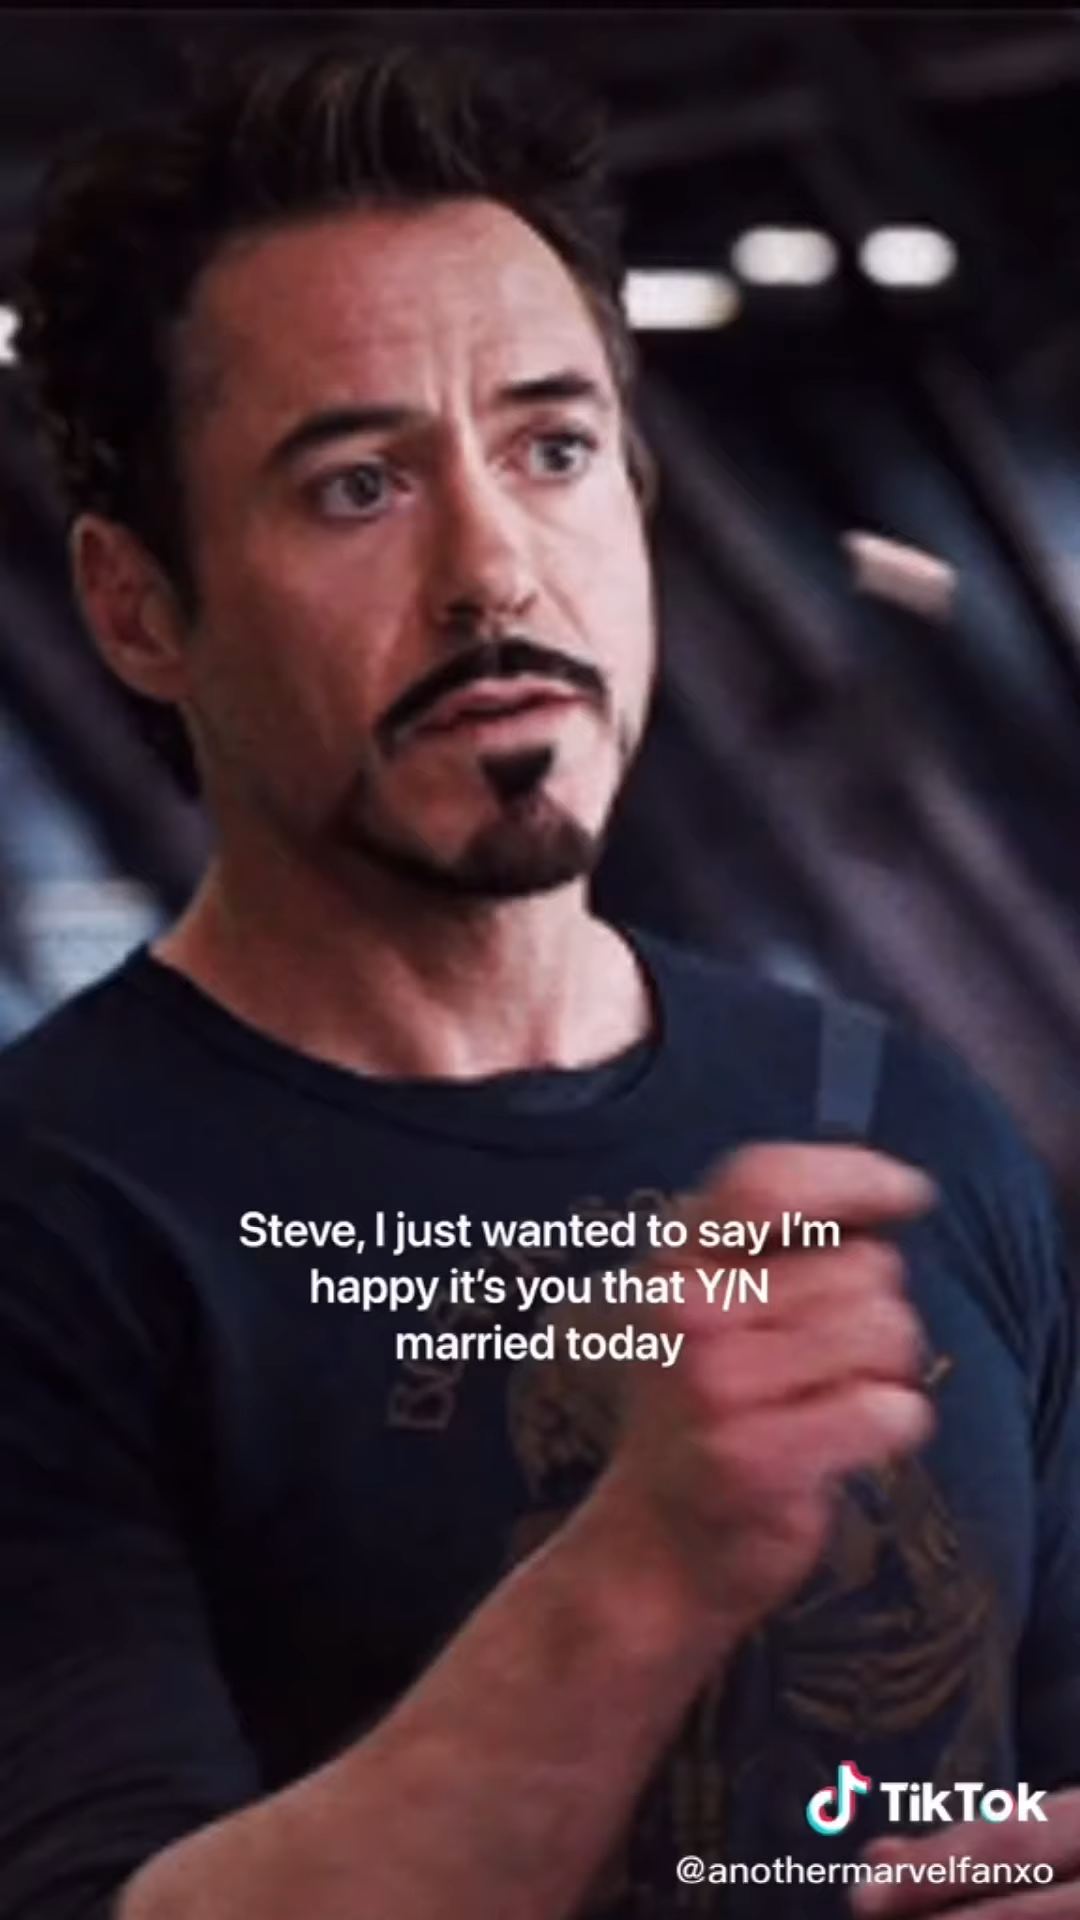 Steve, I just wanted to say I'm
happy it's you that Y/N
married today
TikTok
@anothermarvelfanxo